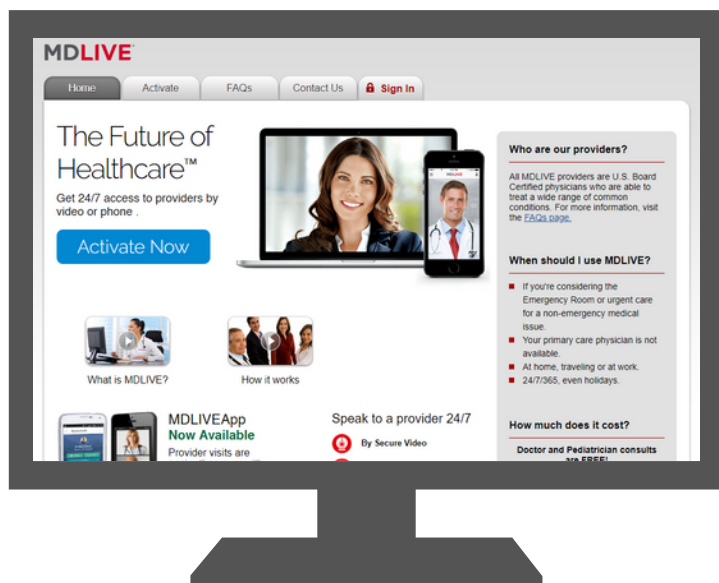 MDLIVE
Home
Activate
FAQs
Contact Us
Sign In
The Future of
Healthcare™
Get 24/7 access to providers by
video or phone .
Activate Now
MDLIVE
What is MDLIVE?
How it works
MDLIVEApp
Now Available
Provider visits are
Speak to a provider 24/7
By Secure Video
Who are our providers?
All MDLIVE providers are U.S. Board
Certified physicians who are able to
treat a wide range of common
conditions. For more information, visit
the FAQs page.
When should I use MDLIVE?
If you're considering the
Emergency Room or urgent care
for a non-emergency medical
issue.
Your primary care physician is not
available.
At home, traveling or at work.
24/7/365, even holidays.
How much does it cost?
Doctor and Pediatrician consults
are FREE!